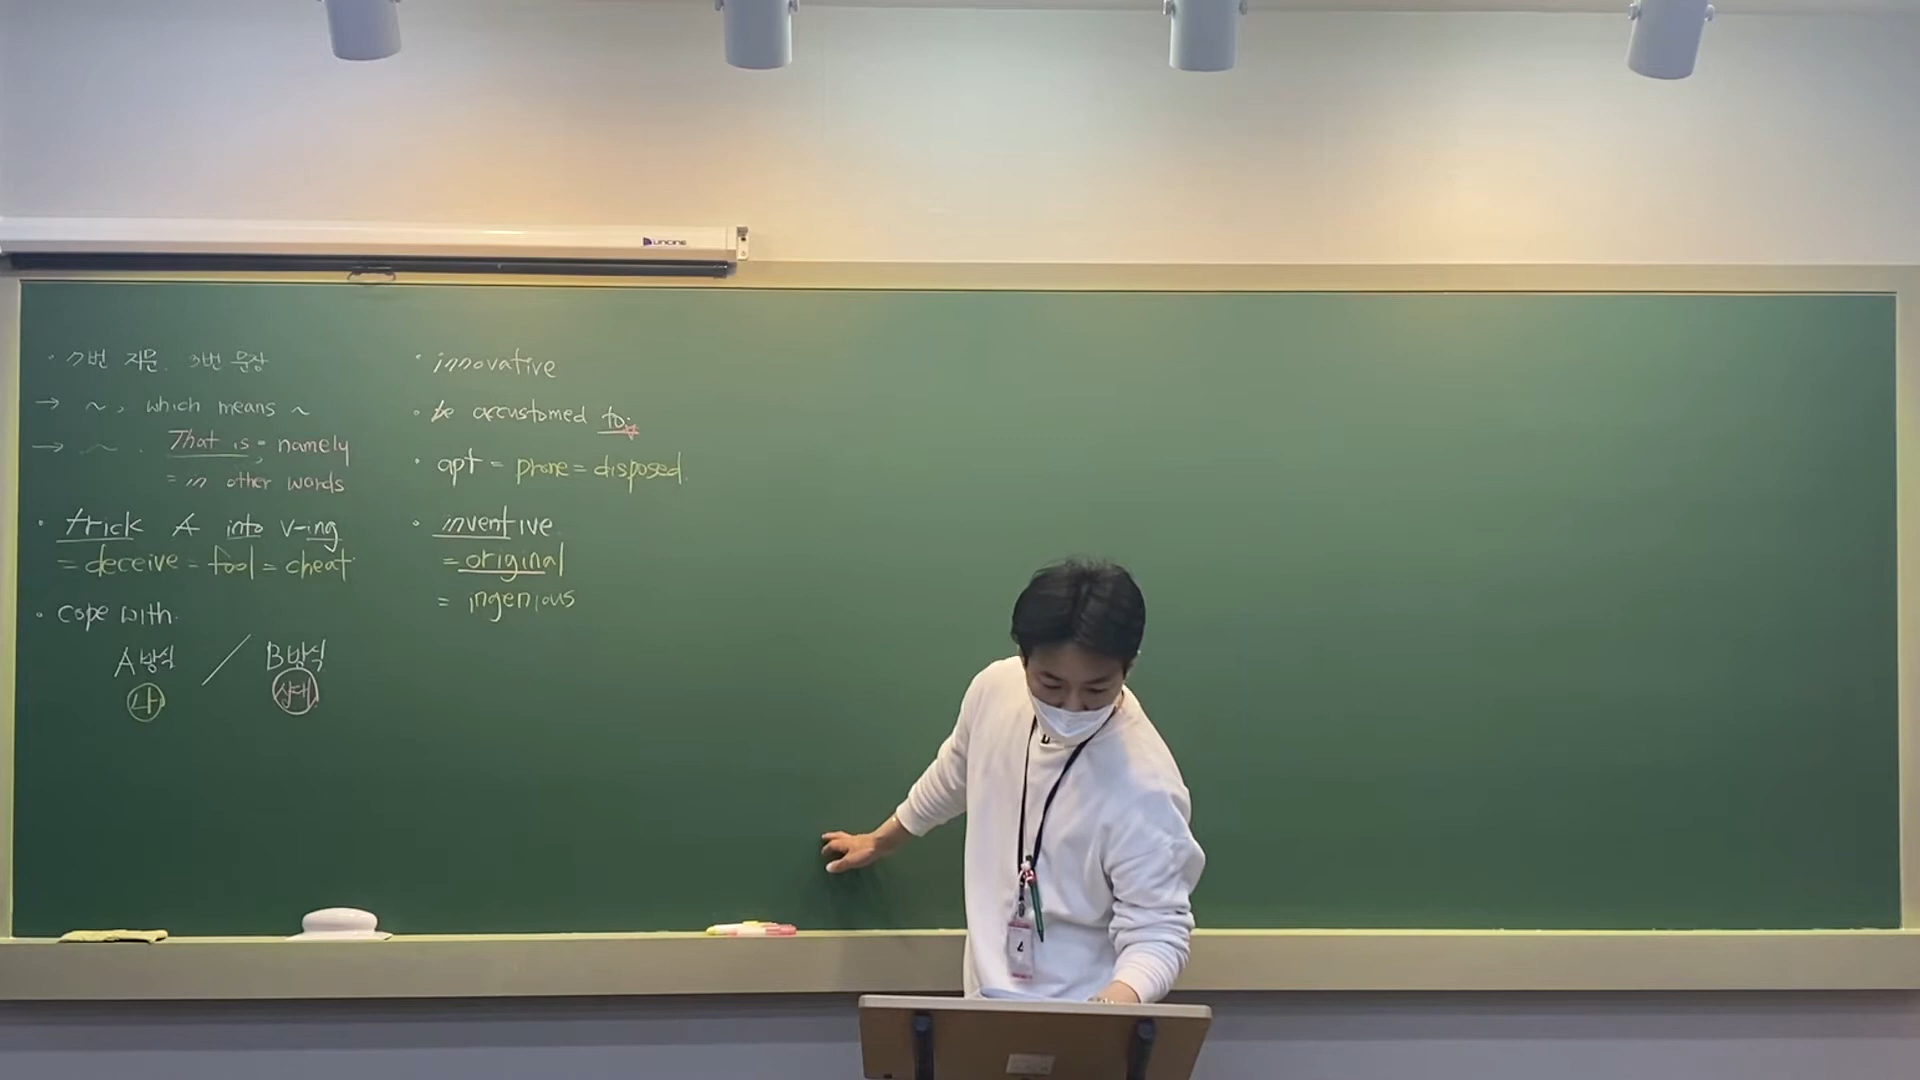 · 7번 지문. 3번 문장
→ ~, which means ~
→ ~. That is, = namely
= in other words
· trick A into v-ing
= deceive = fool = cheat
· cope with.
A방식 / B방식
나 상대
· innovative
· be accustomed to
· apt = prone = disposed.
· inventive
= original
= ingenious